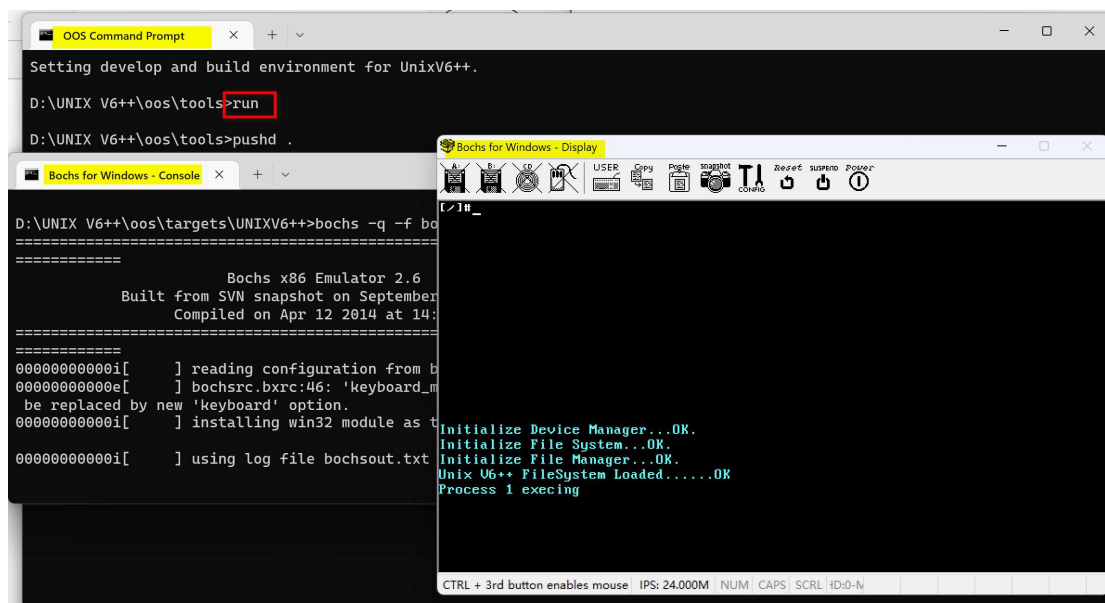 OOS Command Prompt
Setting develop and build environment for UnixV6++.
D:\UNIX V6++\oos\tools>run
D:\UNIX V6++\oos\tools>pushd .
Bochs for Windows - Console
D:\UNIX V6++\oos\targets\UNIXV6++>bochs -q -f bo
================================================
============
Bochs x86 Emulator 2.6
Built from SVN snapshot on September
Compiled on Apr 12 2014 at 14:
================================================
============
00000000000i[     ] reading configuration from b
00000000000e[     ] bochsrc.bxrc:46: 'keyboard_m
be replaced by new 'keyboard' option.
00000000000i[     ] installing win32 module as t
00000000000i[     ] using log file bochsout.txt
Bochs for Windows - Display
A: B: CD USER Copy Paste snapshot CONFIG Reset SUSPEND Power
[/]#_
Initialize Device Manager...OK.
Initialize File System...OK.
Initialize File Manager...OK.
Unix V6++ FileSystem Loaded......OK
Process 1 execing
CTRL + 3rd button enables mouse IPS: 24.000M NUM CAPS SCRL HD:0-M